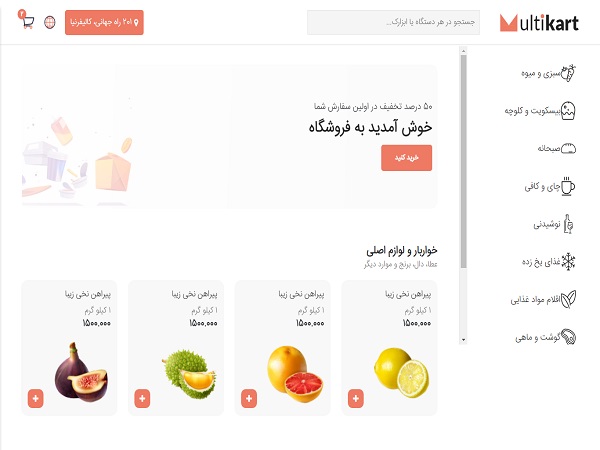 Multikart
جستجو در هر دستگاه یا ابزارک...
۲۰۱ راه جهانی، کالیفرنیا
۲
سبزی و میوه
بیسکویت و کلوچه
صبحانه
چای و کافی
نوشیدنی
غذای یخ زده
اقلام مواد غذایی
گوشت و ماهی
۵۰ درصد تخفیف در اولین سفارش شما
خوش آمدید به فروشگاه
خرید کنید
خواربار و لوازم اصلی
عطا، دال، برنج و موارد دیگر
پیراهن نخی زیبا
۱ کیلو گرم
۱۵۰۰,۰۰۰
پیراهن نخی زیبا
۱ کیلو گرم
۱۵۰۰,۰۰۰
پیراهن نخی زیبا
۱ کیلو گرم
۱۵۰۰,۰۰۰
پیراهن نخی زیبا
۱ کیلو گرم
۱۵۰۰,۰۰۰